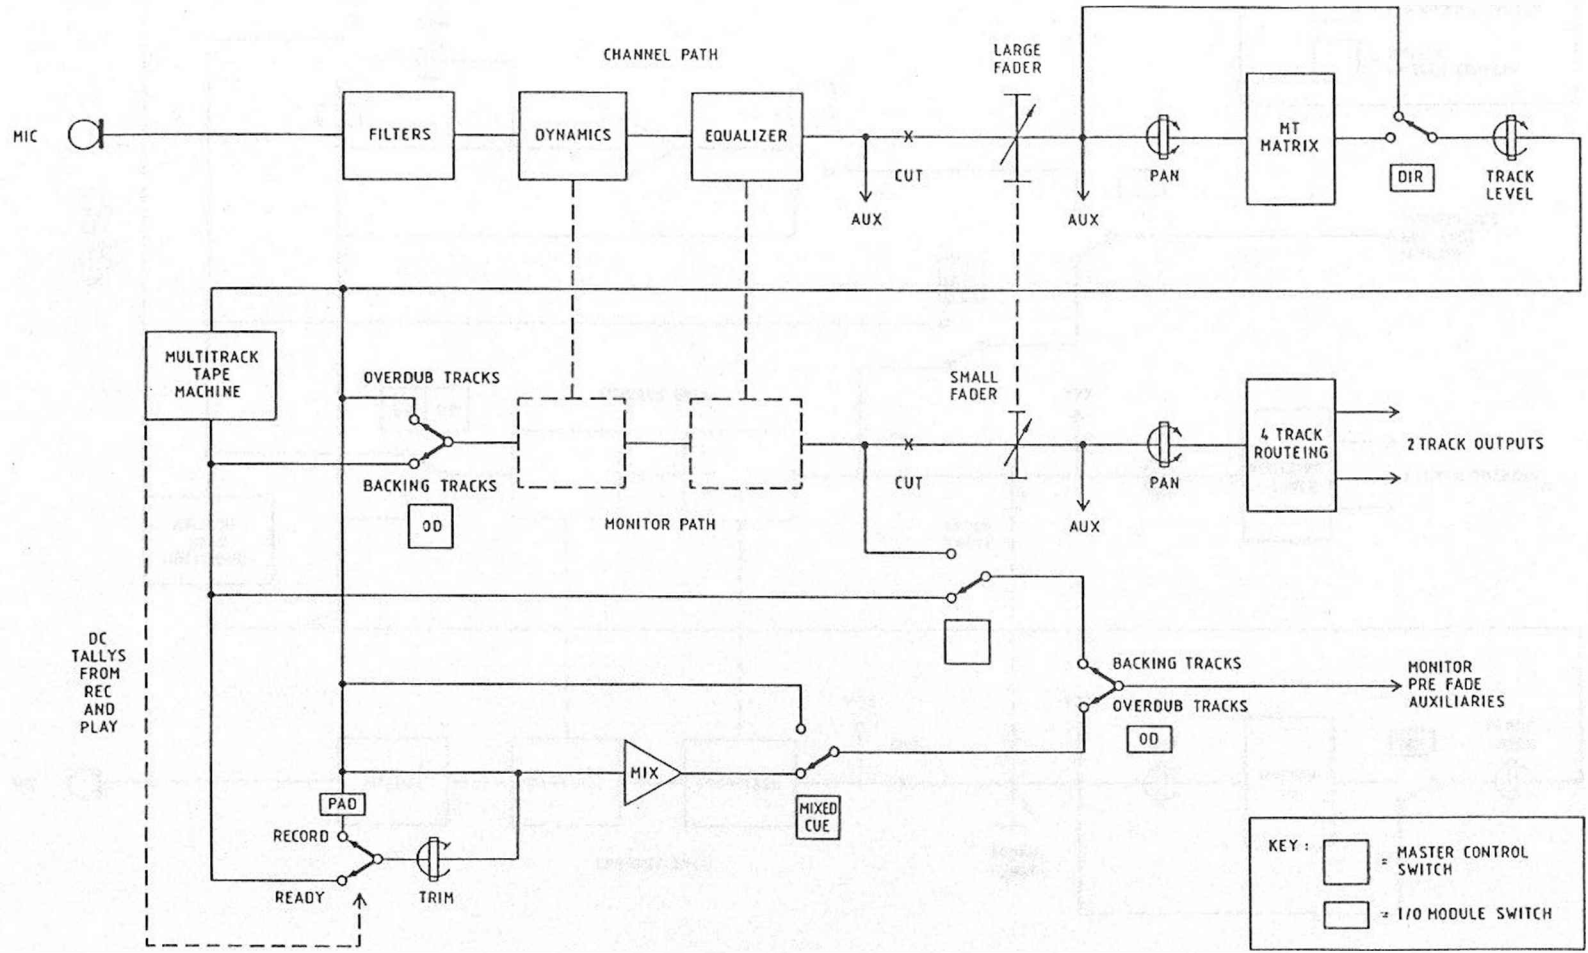 CHANNEL PATH
LARGE
FADER
MIC
FILTERS
DYNAMICS
EQUALIZER
CUT
AUX
AUX
PAN
MT
MATRIX
DIR
TRACK
LEVEL
MULTITRACK
TAPE
MACHINE
OVERDUB TRACKS
BACKING TRACKS
OD
MONITOR PATH
SMALL
FADER
CUT
AUX
PAN
4 TRACK
ROUTEING
2 TRACK OUTPUTS
DC
TALLYS
FROM
REC
AND
PLAY
BACKING TRACKS
OVERDUB TRACKS
OD
MONITOR
PRE FADE
AUXILIARIES
MIX
MIXED
CUE
PAD
RECORD
READY
TRIM
KEY :
= MASTER CONTROL
SWITCH
= I/O MODULE SWITCH